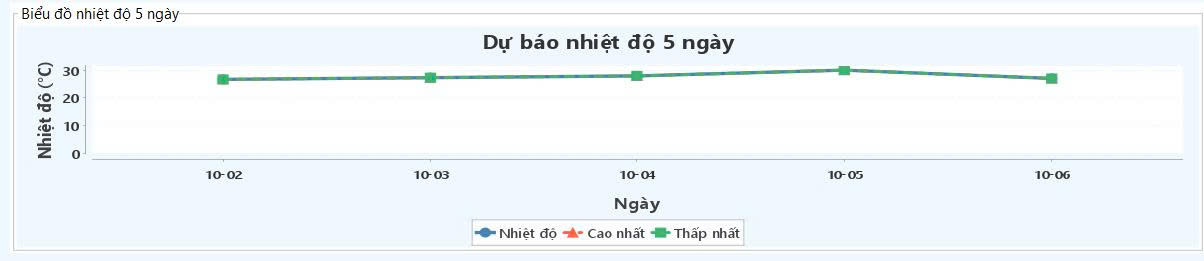 Biểu đồ nhiệt độ 5 ngày
Dự báo nhiệt độ 5 ngày
Nhiệt độ (°C)
30
20
10
0
10-02 10-03 10-04 10-05 10-06
Ngày
Nhiệt độ Cao nhất Thấp nhất